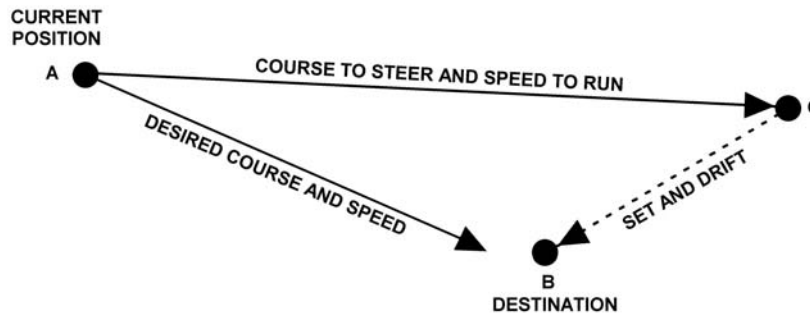 CURRENT
POSITION
A
COURSE TO STEER AND SPEED TO RUN
DESIRED COURSE AND SPEED
SET AND DRIFT
B
DESTINATION